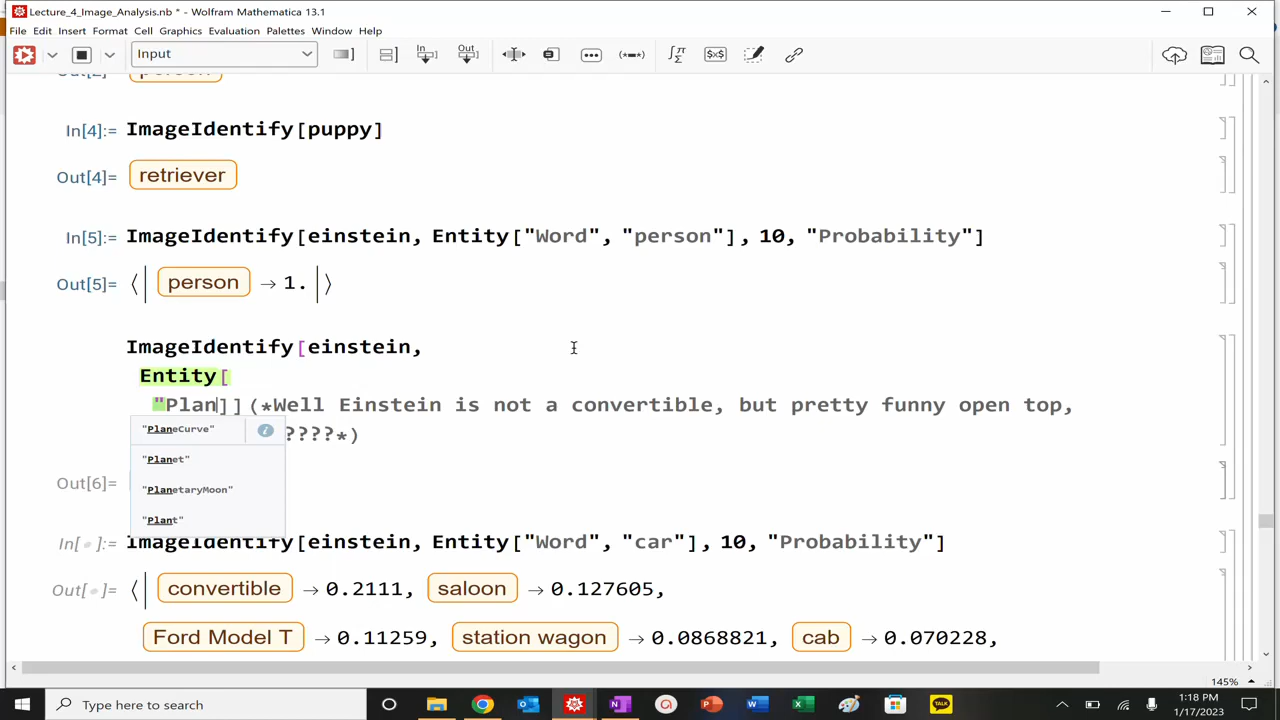 Lecture_4_Image_Analysis.nb * - Wolfram Mathematica 13.1
File Edit Insert Format Cell Graphics Evaluation Palettes Window Help
Input
In[4]:= ImageIdentify[puppy]
Out[4]= retriever
In[5]:= ImageIdentify[einstein, Entity["Word", "person"], 10, "Probability"]
Out[5]= ⟨| person → 1. |⟩
ImageIdentify[einstein,
Entity[
"Plan]](*Well Einstein is not a convertible, but pretty funny open top,
????*)
"PlaneCurve"
"Planet"
"PlanetaryMoon"
"Plant"
Out[6]=
In[ ]:= ImageIdentify[einstein, Entity["Word", "car"], 10, "Probability"]
Out[ ]= ⟨| convertible → 0.2111, saloon → 0.127605,
Ford Model T → 0.11259, station wagon → 0.0868821, cab → 0.070228,
145%
Type here to search
TALK
1:18 PM
1/17/2023